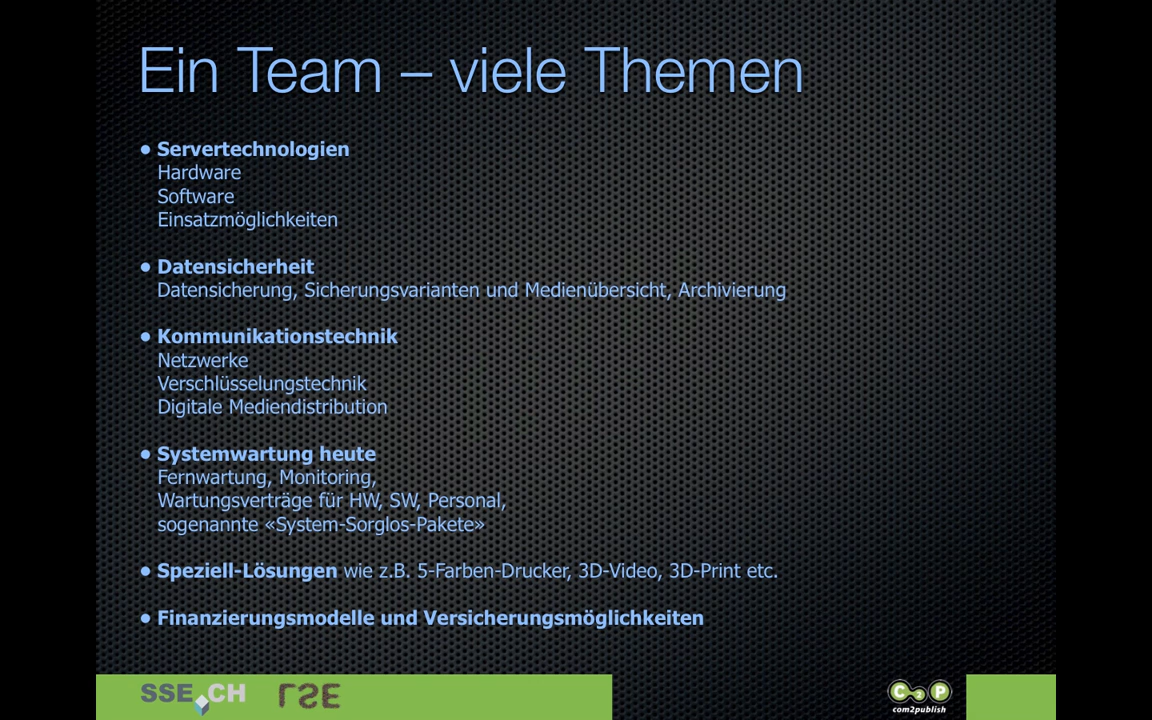 Ein Team – viele Themen
• Servertechnologien
Hardware
Software
Einsatzmöglichkeiten
• Datensicherheit
Datensicherung, Sicherungsvarianten und Medienübersicht, Archivierung
• Kommunikationstechnik
Netzwerke
Verschlüsselungstechnik
Digitale Mediendistribution
• Systemwartung heute
Fernwartung, Monitoring,
Wartungsverträge für HW, SW, Personal,
sogenannte «System-Sorglos-Pakete»
• Speziell-Lösungen wie z.B. 5-Farben-Drucker, 3D-Video, 3D-Print etc.
• Finanzierungsmodelle und Versicherungsmöglichkeiten
SSE CH
C2P
com2publish